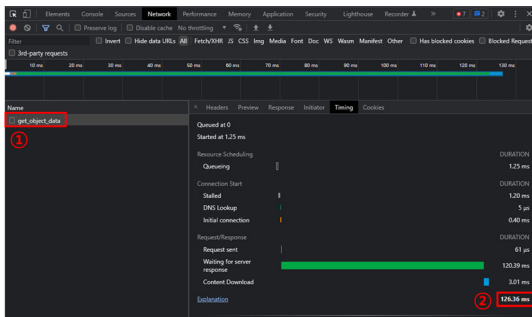 Elements Console Sources Network Performance Memory Application Security Lighthouse Recorder » 7 2
Preserve log Disable cache No throttling
Filter Invert Hide data URLs All Fetch/XHR JS CSS Img Media Font Doc WS Wasm Manifest Other Has blocked cookies Blocked Request
3rd-party requests
10 ms 20 ms 30 ms 40 ms 50 ms 60 ms 70 ms 80 ms 90 ms 100 ms 110 ms 120 ms 130 ms
Name × Headers Preview Response Initiator Timing Cookies
get_object_data
①
Queued at 0
Started at 1.25 ms
Resource Scheduling DURATION
Queueing 1.25 ms
Connection Start DURATION
Stalled 1.20 ms
DNS Lookup 5 μs
Initial connection 0.40 ms
Request/Response DURATION
Request sent 61 μs
Waiting for server response 120.39 ms
Content Download 3.01 ms
Explanation ② 126.36 ms